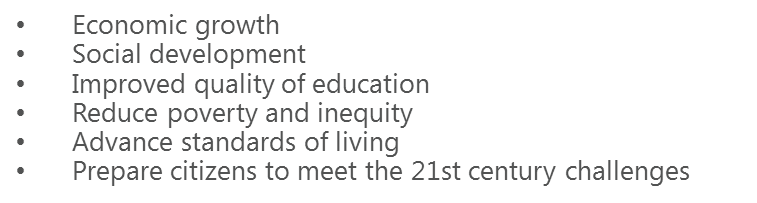 • Economic growth
• Social development
• Improved quality of education
• Reduce poverty and inequity
• Advance standards of living
• Prepare citizens to meet the 21st century challenges